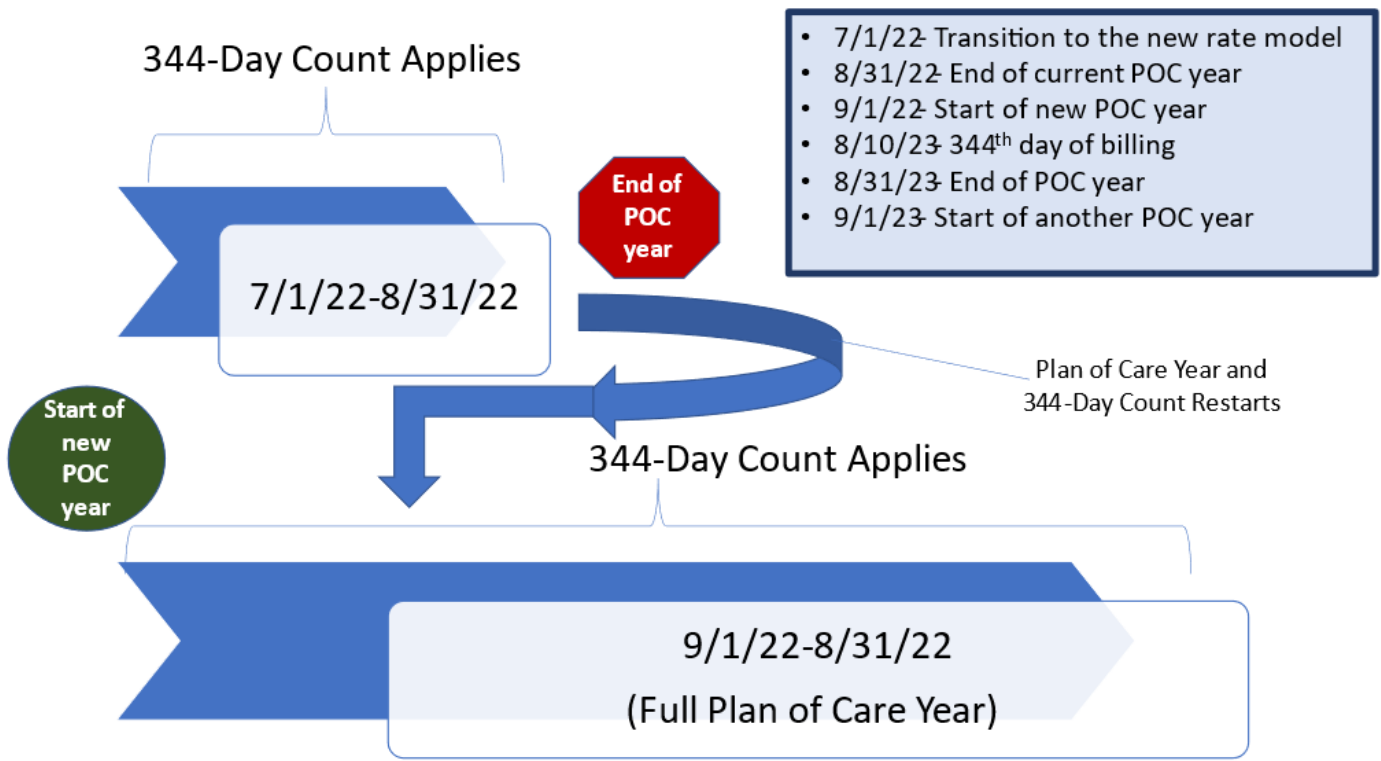 344-Day Count Applies
• 7/1/22- Transition to the new rate model
• 8/31/22- End of current POC year
• 9/1/22- Start of new POC year
• 8/10/23- 344th day of billing
• 8/31/23- End of POC year
• 9/1/23- Start of another POC year
End of
POC
year
7/1/22-8/31/22
Plan of Care Year and
344-Day Count Restarts
Start of
new
POC
year
344-Day Count Applies
9/1/22-8/31/22
(Full Plan of Care Year)